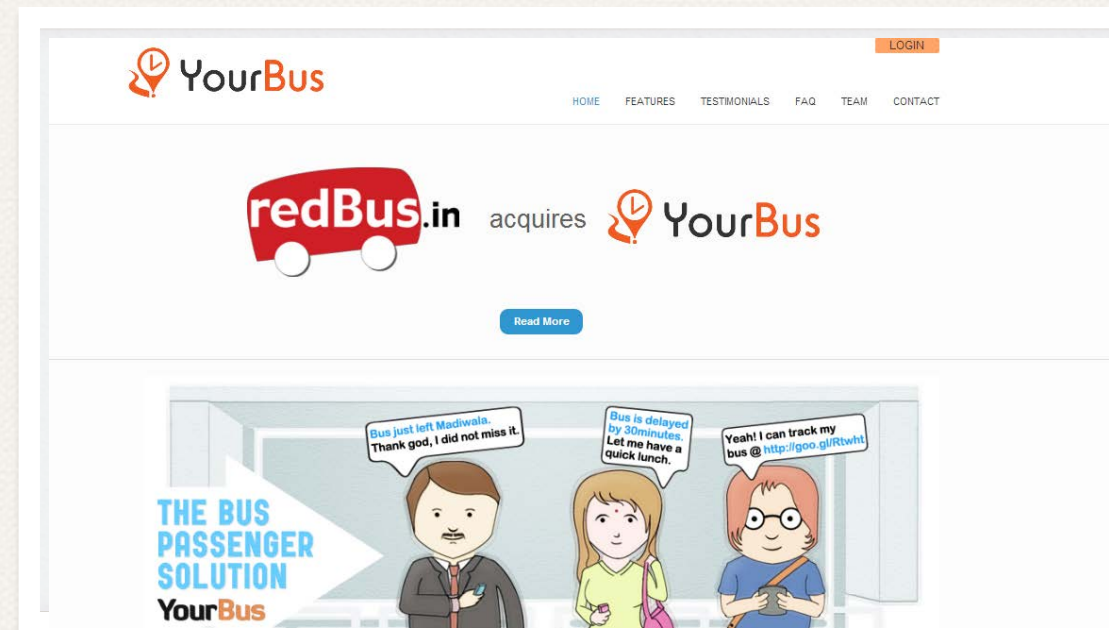 LOGIN
YourBus
HOME FEATURES TESTIMONIALS FAQ TEAM CONTACT
redBus.in acquires YourBus
Read More
Bus just left Madiwala.
Thank god, I did not miss it.
Bus is delayed
by 30minutes.
Let me have a
quick lunch.
Yeah! I can track my
bus @ http://goo.gl/Rtwht
THE BUS
PASSENGER
SOLUTION
YourBus